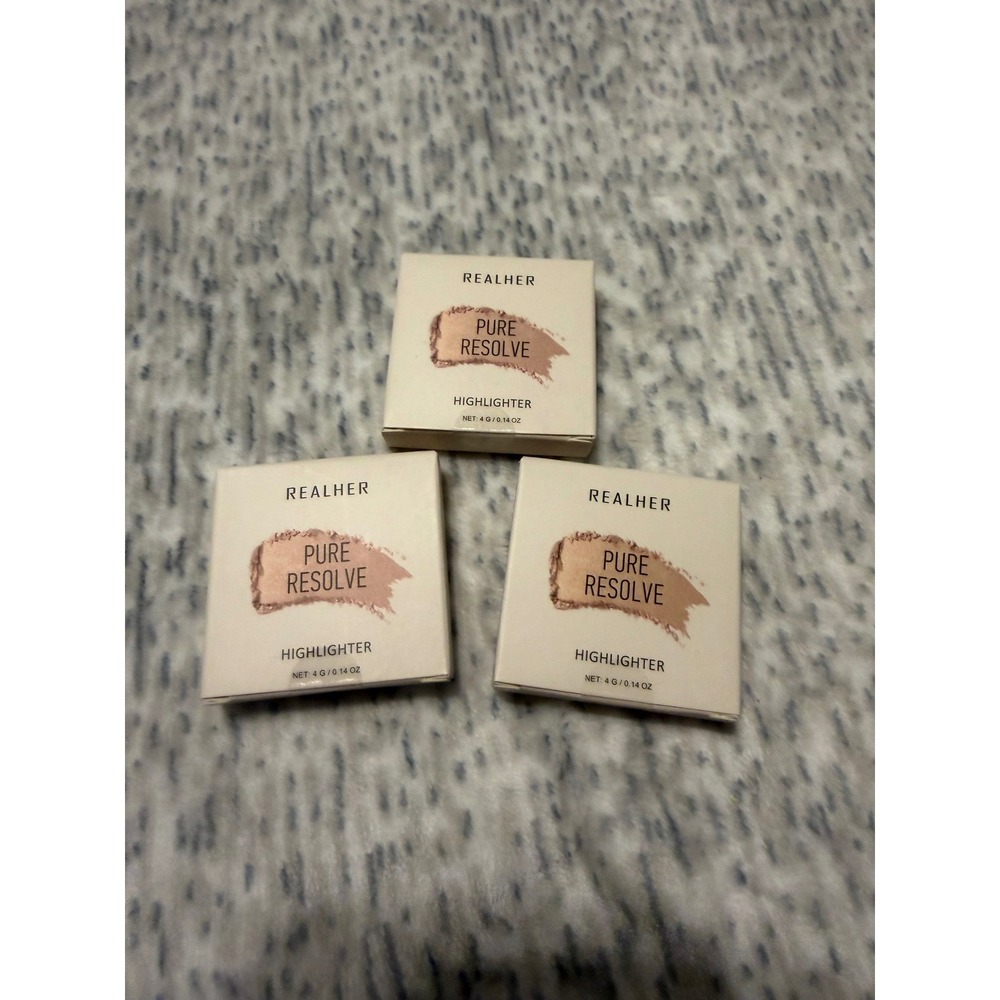 REALHER
PURE
RESOLVE
HIGHLIGHTER
NET: 4 G / 0.14 OZ
REALHER
PURE
RESOLVE
HIGHLIGHTER
NET: 4 G / 0.14 OZ
REALHER
PURE
RESOLVE
HIGHLIGHTER
NET: 4 G / 0.14 OZ